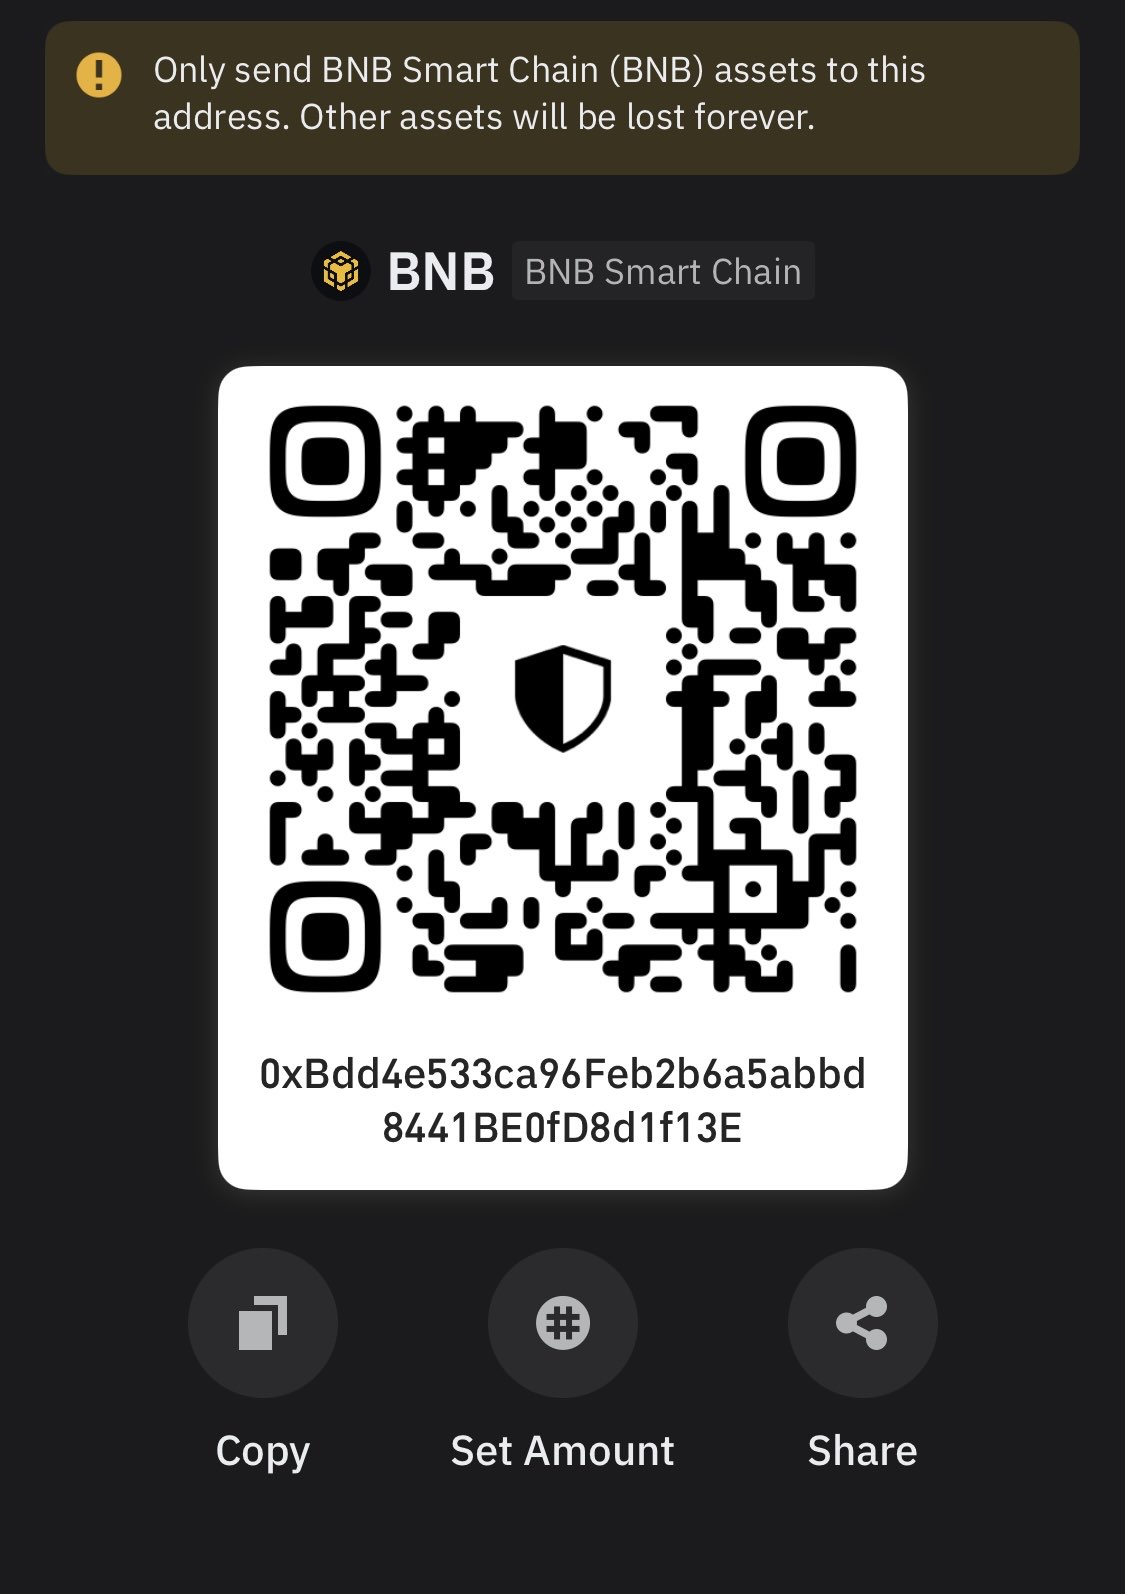 Only send BNB Smart Chain (BNB) assets to this
address. Other assets will be lost forever.
BNB BNB Smart Chain
0xBdd4e533ca96Feb2b6a5abbd
8441BE0fD8d1f13E
Copy Set Amount Share